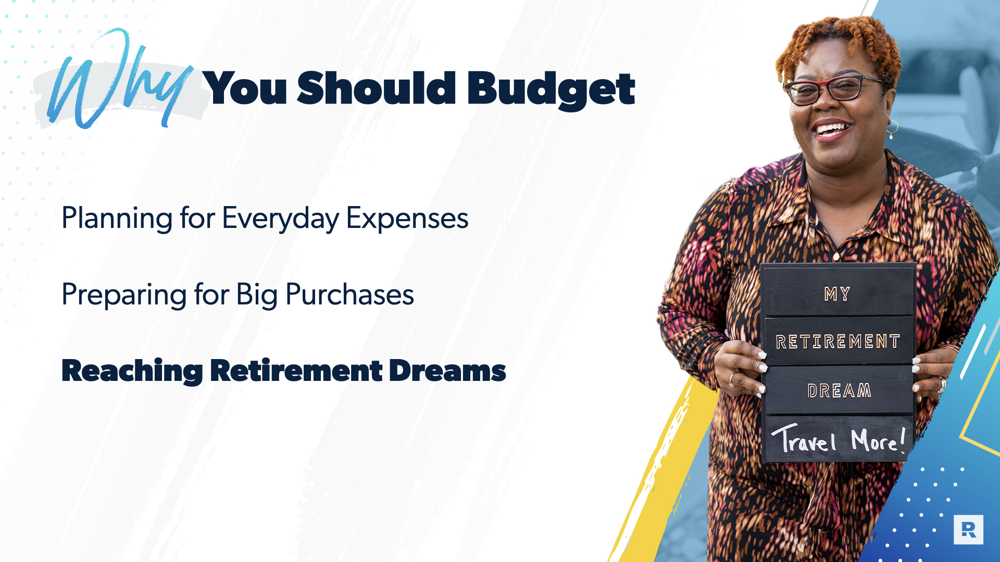 Why You Should Budget
Planning for Everyday Expenses
Preparing for Big Purchases
Reaching Retirement Dreams
MY
RETIREMENT
DREAM
Travel More!
R